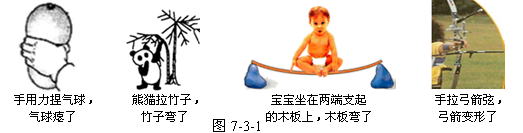 手用力捏气球，
气球瘪了
熊猫拉竹子，
竹子弯了
宝宝坐在两端支起
的木板上，木板弯了
手拉弓箭弦，
弓箭变形了
图 7-3-1